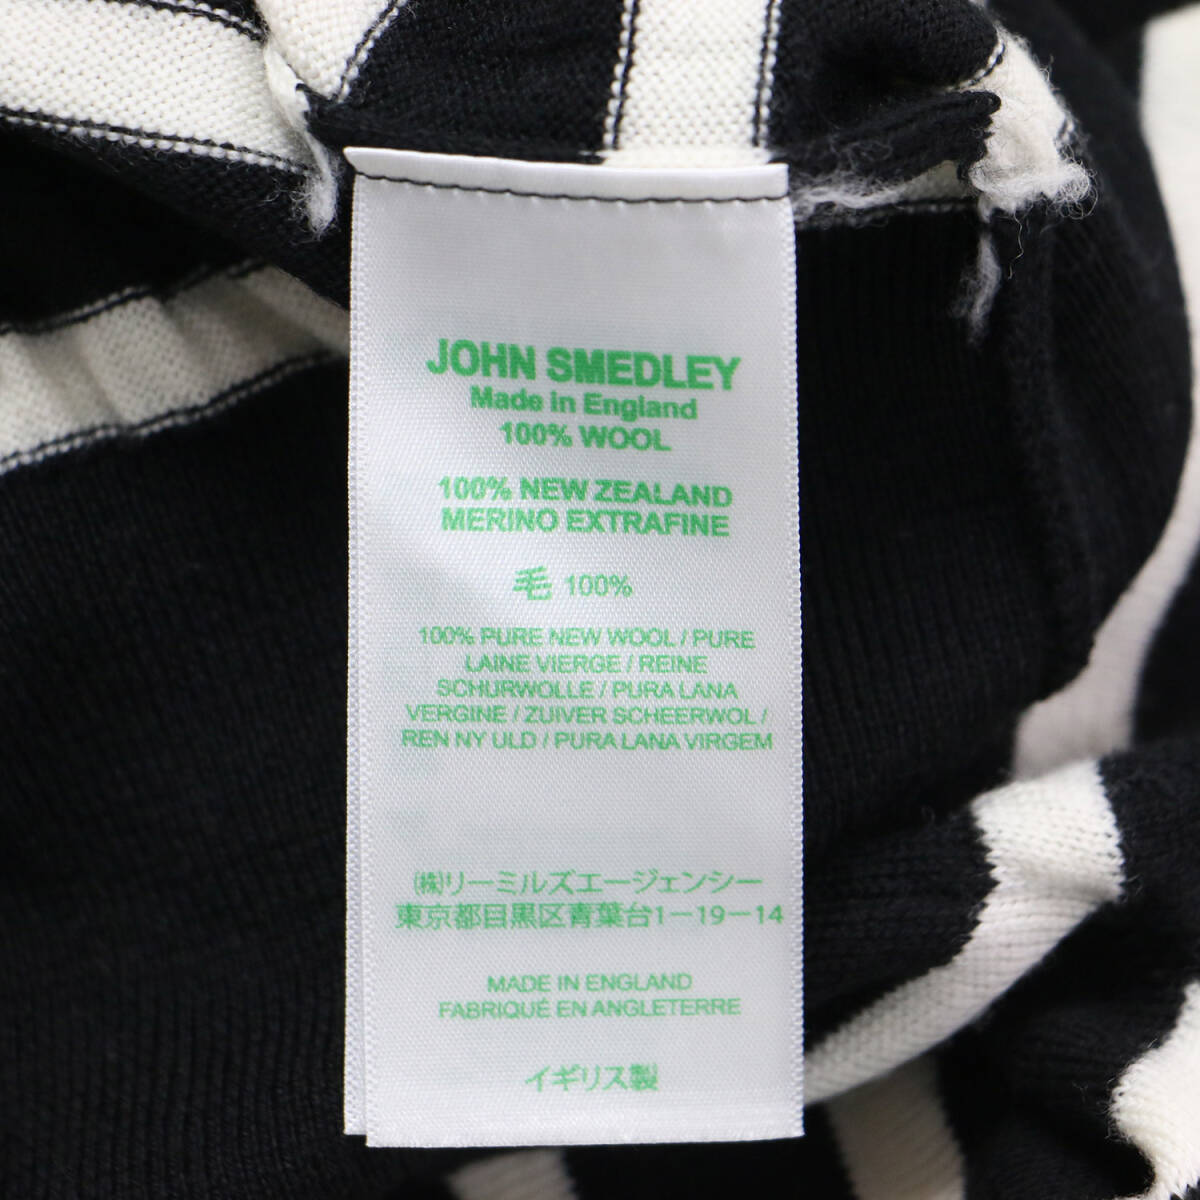 JOHN SMEDLEY
Made in England
100% WOOL
100% NEW ZEALAND
MERINO EXTRAFINE
毛 100%
100% PURE NEW WOOL / PURE
LAINE VIERGE / REINE
SCHURWOLLE / PURA LANA
VERGINE / ZUIVER SCHEERWOL /
REN NY ULD / PURA LANA VIRGEM
㈱リーミルズエージェンシー
東京都目黒区青葉台1−19−14
MADE IN ENGLAND
FABRIQUÉ EN ANGLETERRE
イギリス製